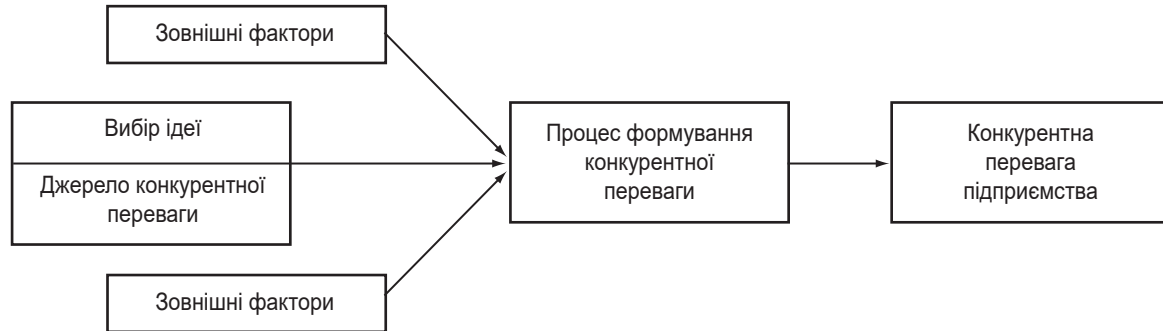 Зовнішні фактори
Вибір ідеї
Джерело конкурентної
переваги
Зовнішні фактори
Процес формування
конкурентної
переваги
Конкурентна
перевага
підприємства